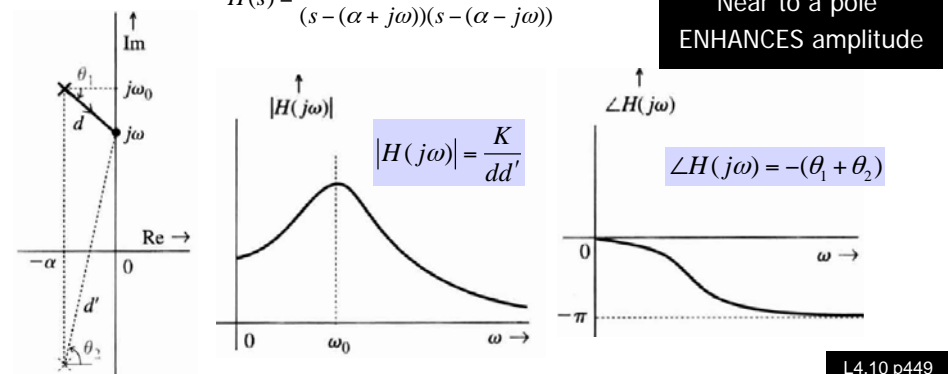 H(s) =
(s − (α + jω))(s − (α − jω))
Near to a pole
ENHANCES amplitude
Im
θ₁
jω₀
d
jω
Re →
−α
0
d′
θ₂
|H(jω)|
|H(jω)| = K / dd′
0
ω₀
ω →
∠H(jω)
∠H(jω) = −(θ₁ + θ₂)
0
ω →
−π
L4.10 p449